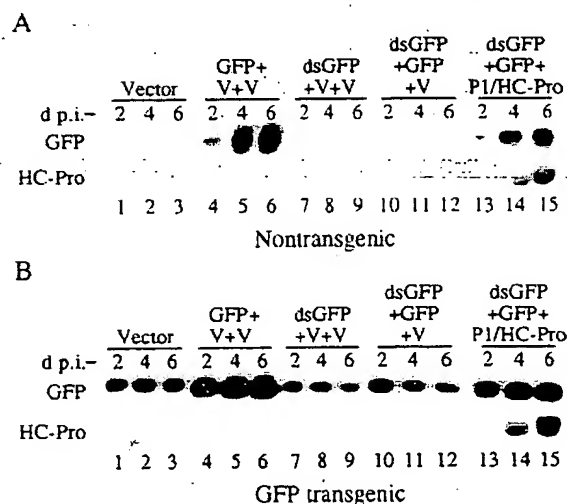 A
dsGFP dsGFP
GFP+ dsGFP +GFP +GFP+
Vector V+V +V+V +V P1/HC-Pro
d p.i.– 2 4 6 2 4 6 2 4 6 2 4 6 2 4 6
GFP
HC-Pro
1 2 3 4 5 6 7 8 9 10 11 12 13 14 15
Nontransgenic
B
dsGFP dsGFP
GFP+ dsGFP +GFP +GFP+
Vector V+V +V+V +V P1/HC-Pro
d p.i.– 2 4 6 2 4 6 2 4 6 2 4 6 2 4 6
GFP
HC-Pro
1 2 3 4 5 6 7 8 9 10 11 12 13 14 15
GFP transgenic